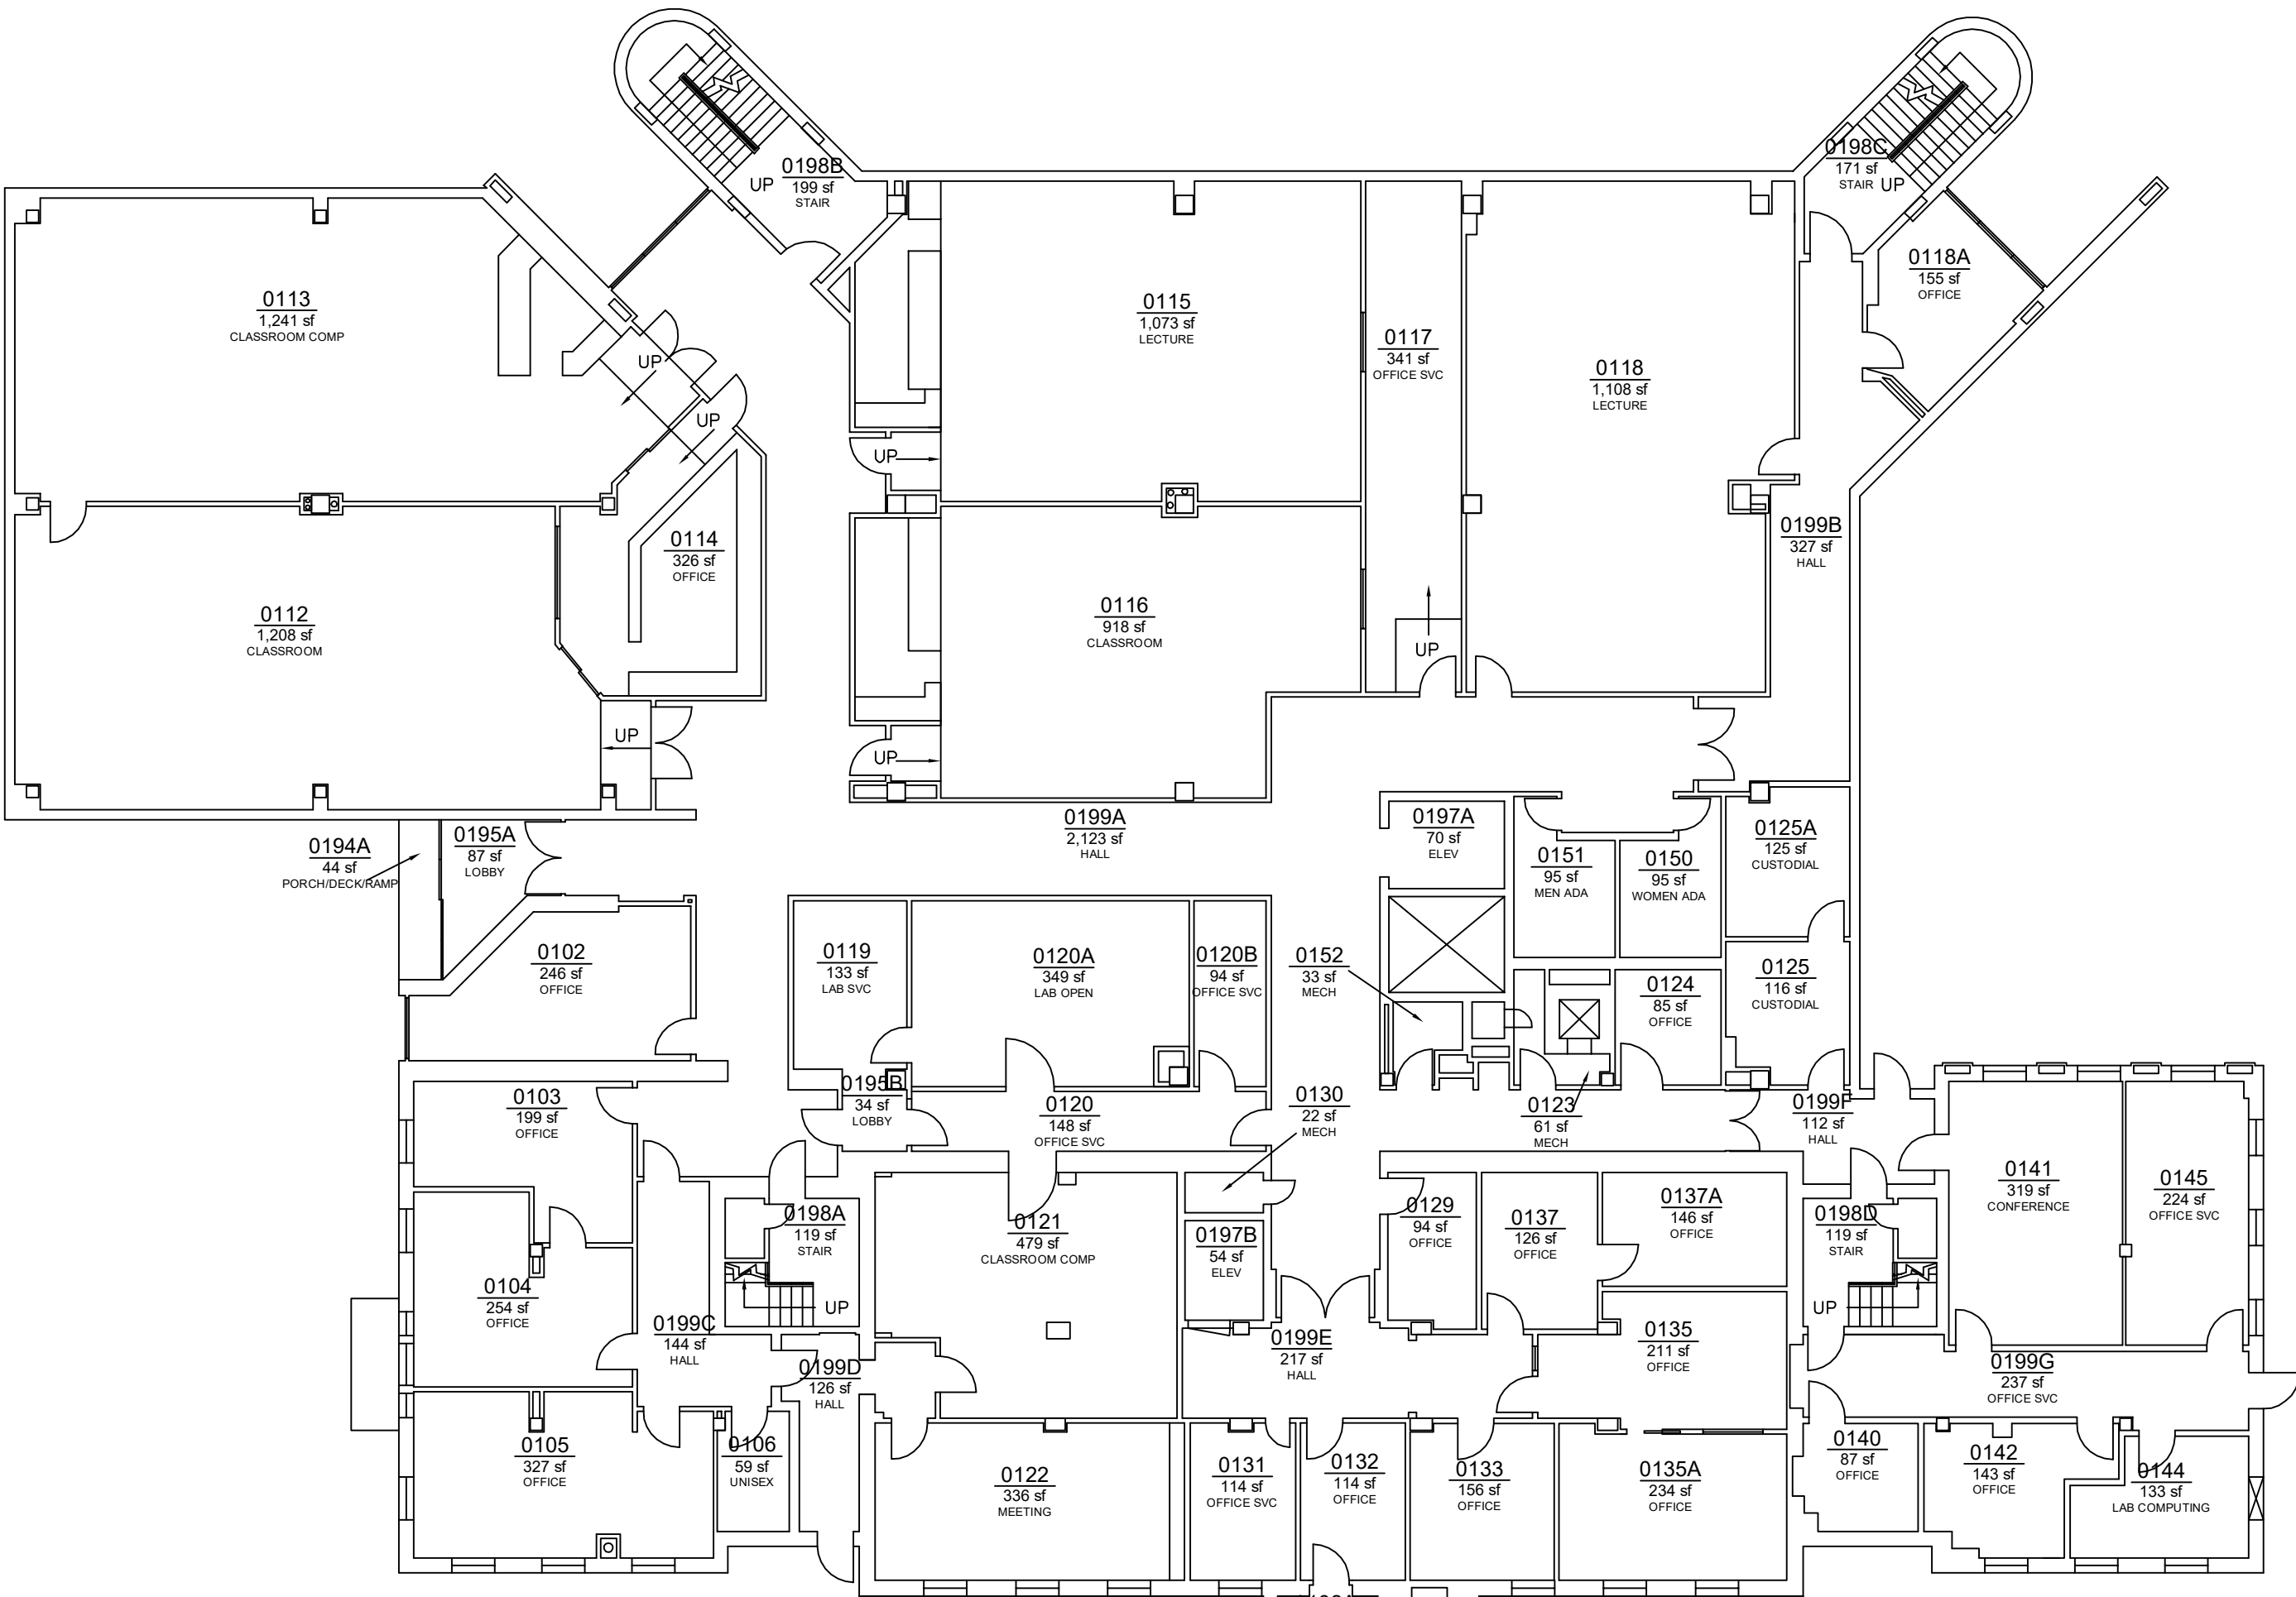 0198B
199 sf
STAIR
UP
0198C
171 sf
STAIR
UP
0118A
155 sf
OFFICE
0113
1,241 sf
CLASSROOM COMP
UP
UP
0115
1,073 sf
LECTURE
0117
341 sf
OFFICE SVC
0118
1,108 sf
LECTURE
UP
0199B
327 sf
HALL
0114
326 sf
OFFICE
0112
1,208 sf
CLASSROOM
0116
918 sf
CLASSROOM
UP
UP
UP
0194A
44 sf
PORCH/DECK/RAMP
0195A
87 sf
LOBBY
0199A
2,123 sf
HALL
0197A
70 sf
ELEV
0151
95 sf
MEN ADA
0150
95 sf
WOMEN ADA
0125A
125 sf
CUSTODIAL
0102
246 sf
OFFICE
0119
133 sf
LAB SVC
0120A
349 sf
LAB OPEN
0120B
94 sf
OFFICE SVC
0152
33 sf
MECH
0124
85 sf
OFFICE
0125
116 sf
CUSTODIAL
0103
199 sf
OFFICE
0195B
34 sf
LOBBY
0120
148 sf
OFFICE SVC
0130
22 sf
MECH
0123
61 sf
MECH
0199F
112 sf
HALL
0141
319 sf
CONFERENCE
0145
224 sf
OFFICE SVC
0198A
119 sf
STAIR
UP
0121
479 sf
CLASSROOM COMP
0197B
54 sf
ELEV
0129
94 sf
OFFICE
0137
126 sf
OFFICE
0137A
146 sf
OFFICE
0198D
119 sf
STAIR
UP
0104
254 sf
OFFICE
0199C
144 sf
HALL
0199D
126 sf
HALL
0199E
217 sf
HALL
0135
211 sf
OFFICE
0199G
237 sf
OFFICE SVC
0105
327 sf
OFFICE
0106
59 sf
UNISEX
0122
336 sf
MEETING
0131
114 sf
OFFICE SVC
0132
114 sf
OFFICE
0133
156 sf
OFFICE
0135A
234 sf
OFFICE
0140
87 sf
OFFICE
0142
143 sf
OFFICE
0144
133 sf
LAB COMPUTING